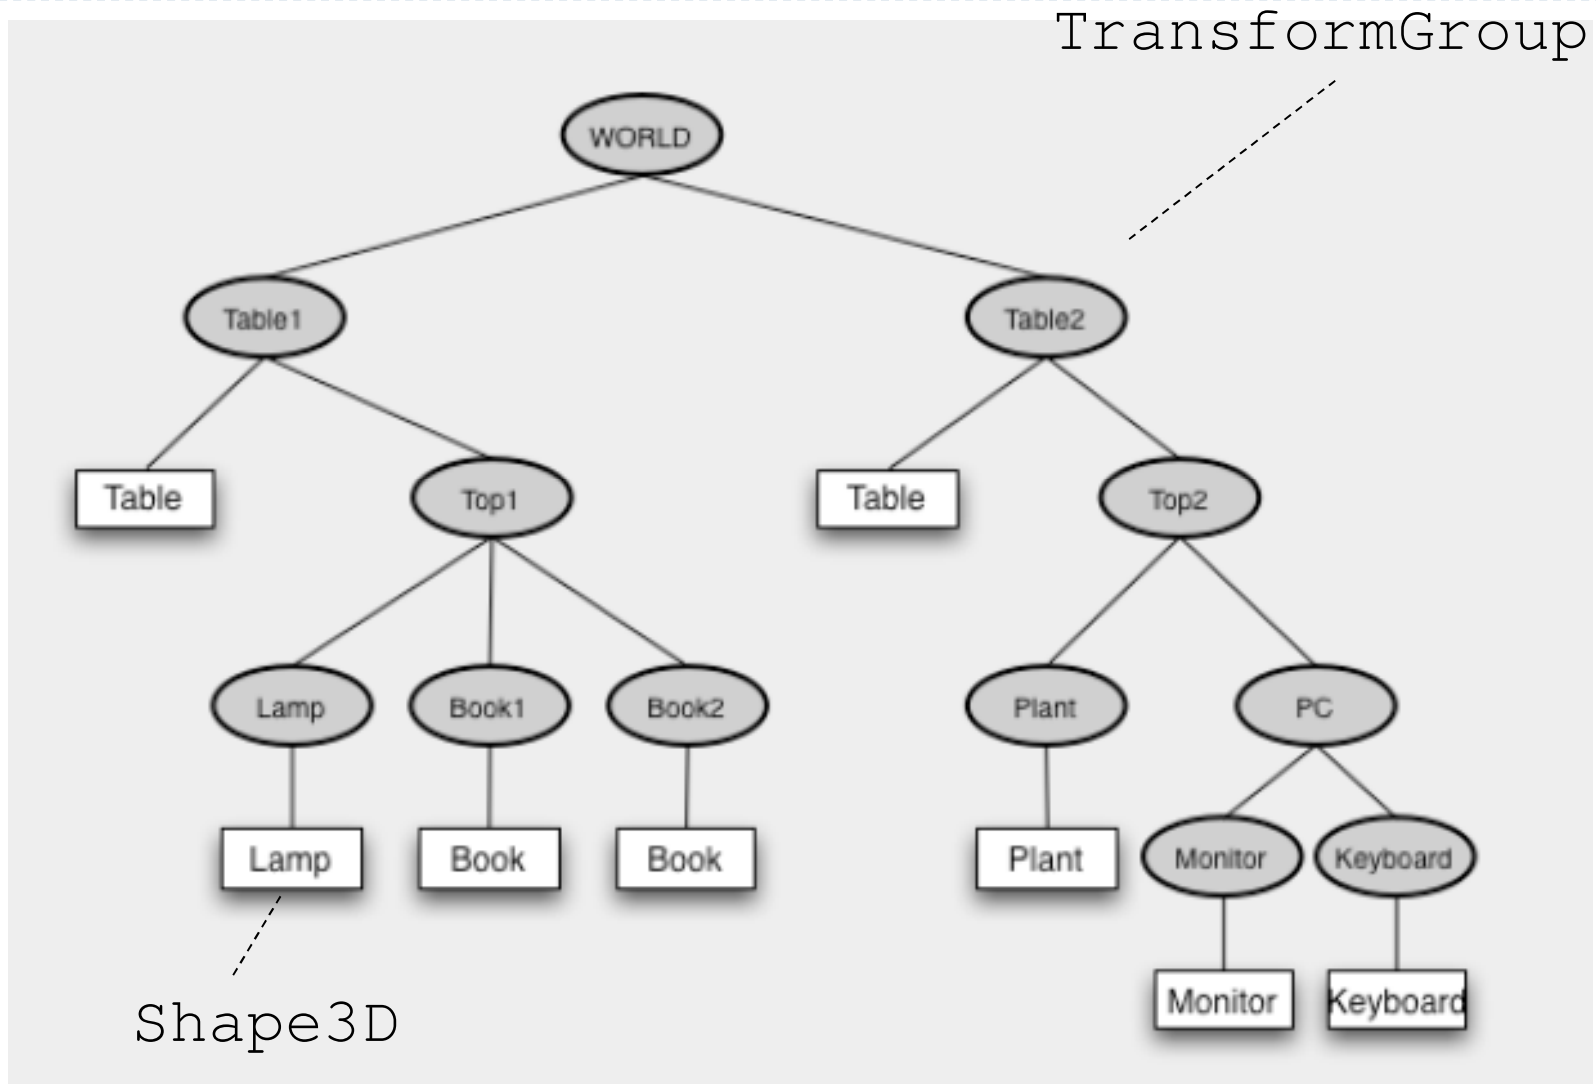 TransformGroup
WORLD
Table1
Table2
Table
Top1
Table
Top2
Lamp
Book1
Book2
Plant
PC
Lamp
Book
Book
Plant
Monitor
Keyboard
Monitor
Keyboard
Shape3D